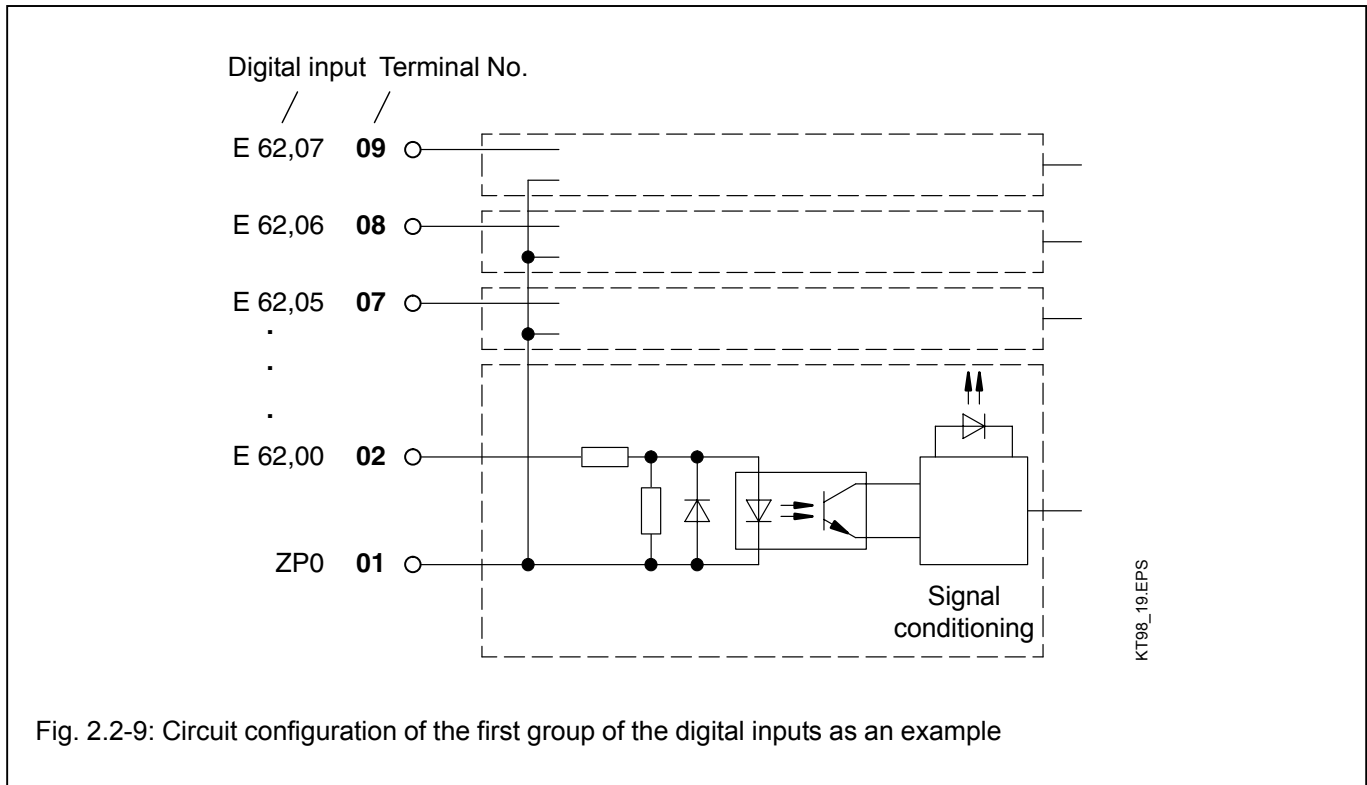 Digital input Terminal No.
E 62,07 09
E 62,06 08
E 62,05 07
.
.
.
E 62,00 02
ZP0 01
Signal
conditioning
KT98_19.EPS
Fig. 2.2-9: Circuit configuration of the first group of the digital inputs as an example